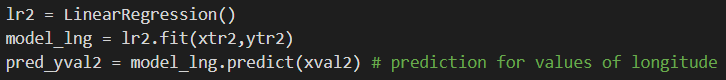 lr2 = LinearRegression()
model_lng = lr2.fit(xtr2,ytr2)
pred_yval2 = model_lng.predict(xval2) # prediction for values of longitude